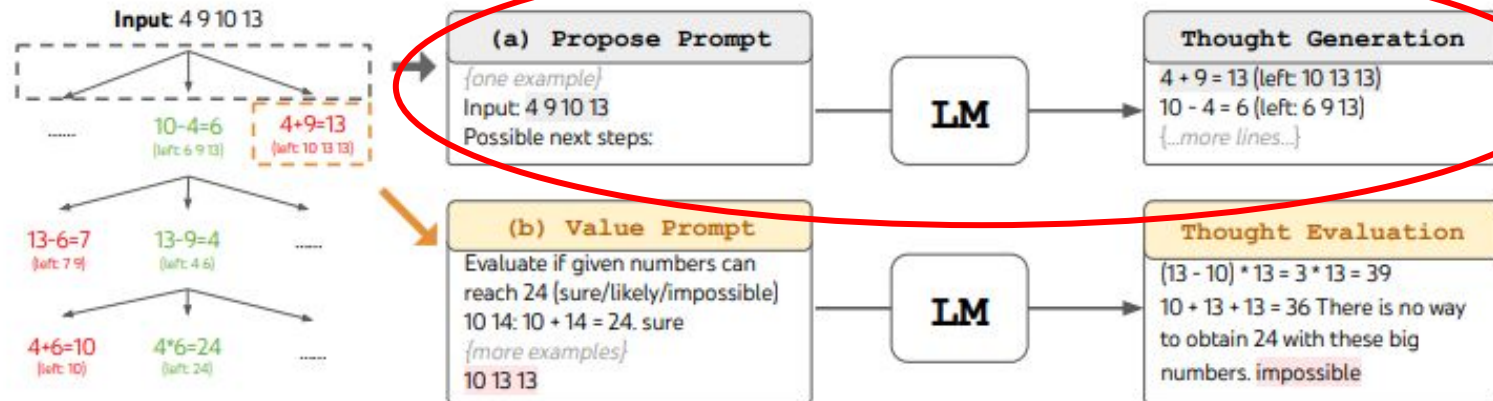 Input: 4 9 10 13
......
10-4=6
(left: 6 9 13)
4+9=13
(left: 10 13 13)
13-6=7
(left: 7 9)
13-9=4
(left: 4 6)
......
4+6=10
(left: 10)
4*6=24
(left: 24)
......
(a) Propose Prompt
{one example}
Input: 4 9 10 13
Possible next steps:
LM
Thought Generation
4 + 9 = 13 (left: 10 13 13)
10 - 4 = 6 (left: 6 9 13)
{...more lines...}
(b) Value Prompt
Evaluate if given numbers can
reach 24 (sure/likely/impossible)
10 14: 10 + 14 = 24. sure
{more examples}
10 13 13
LM
Thought Evaluation
(13 - 10) * 13 = 3 * 13 = 39
10 + 13 + 13 = 36 There is no way
to obtain 24 with these big
numbers. impossible